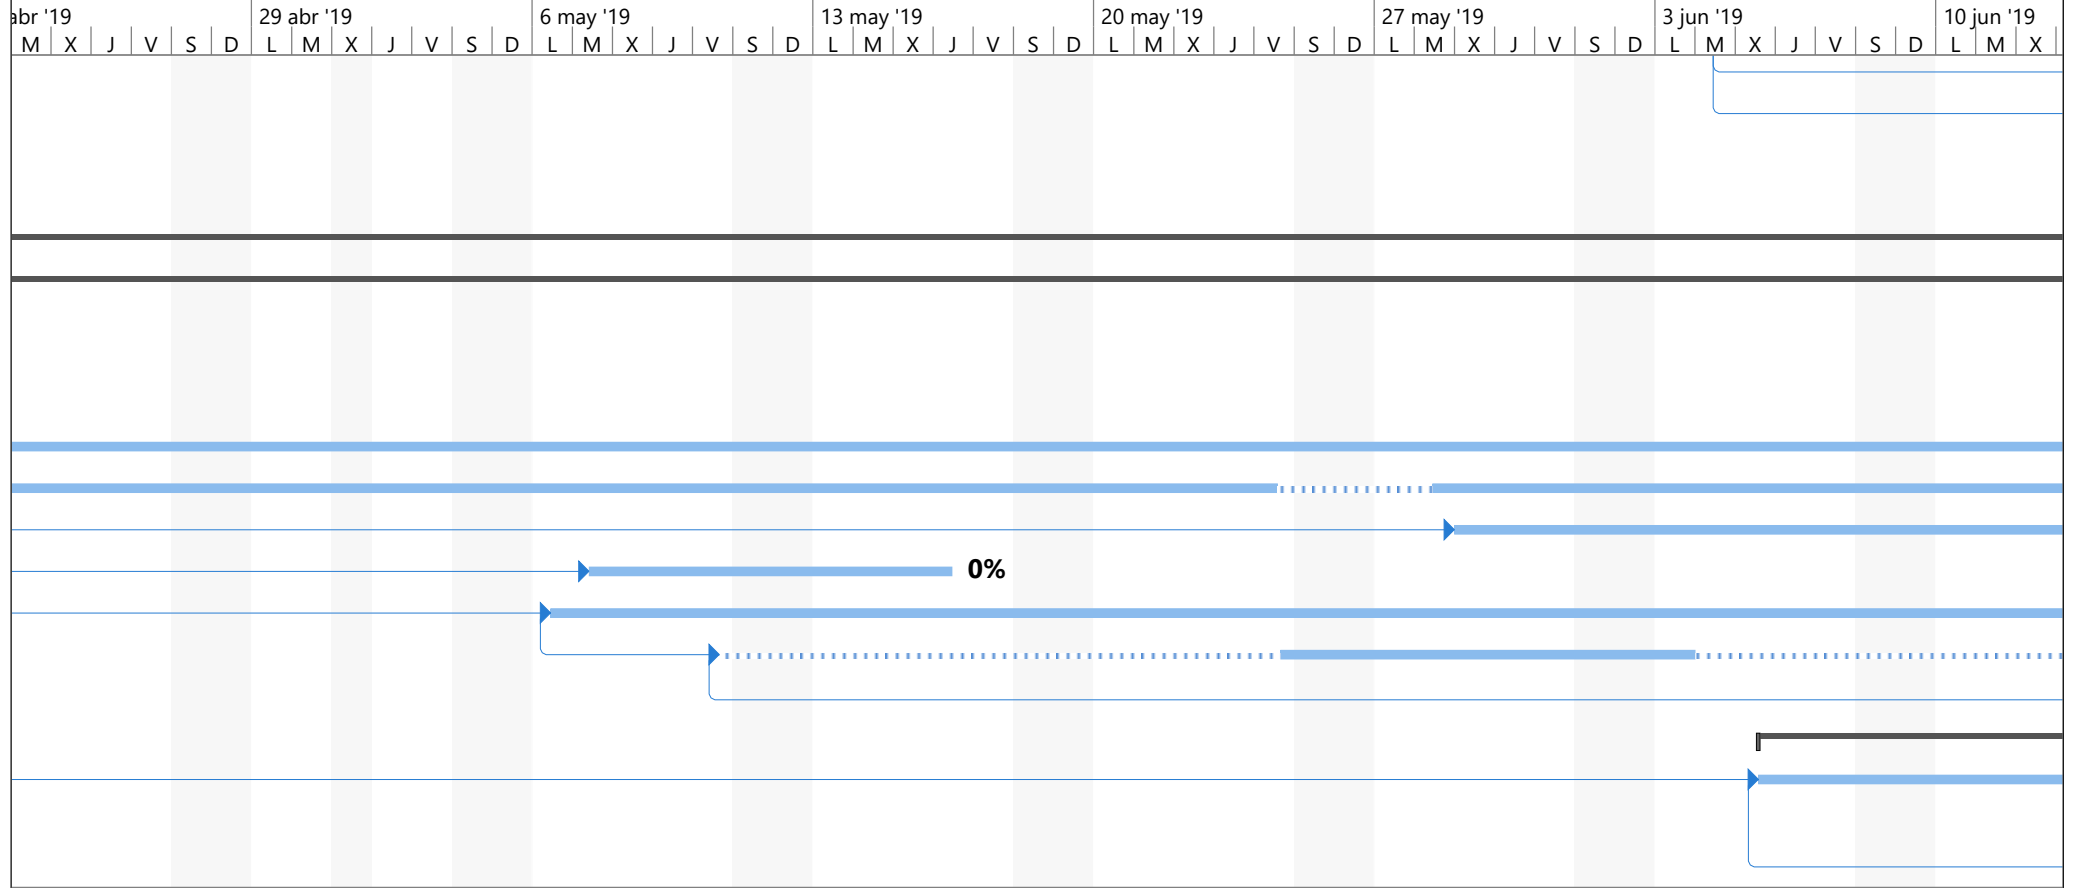 abr '19 29 abr '19 6 may '19 13 may '19 20 may '19 27 may '19 3 jun '19 10 jun '19
M X J V S D L M X J V S D L M X J V S D L M X J V S D L M X J V S D L M X J V S D L M X J V S D L M X
0%